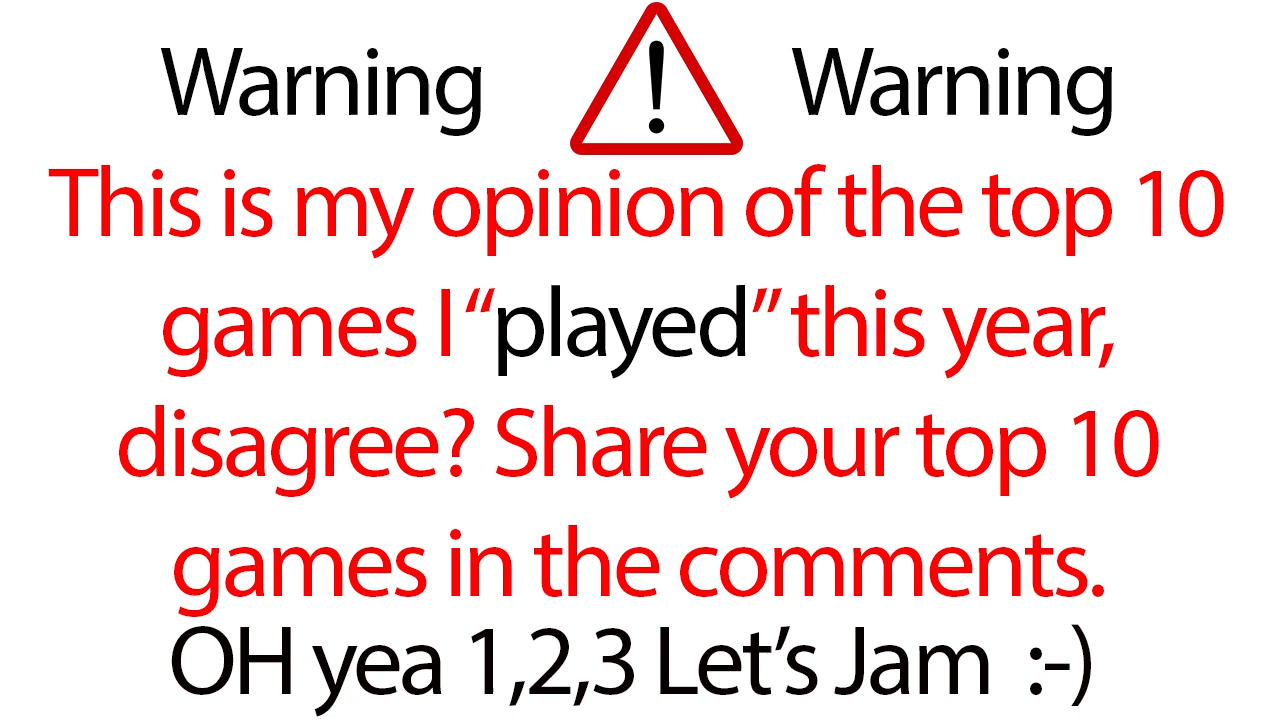 Warning Warning
This is my opinion of the top 10
games I “played” this year,
disagree? Share your top 10
games in the comments.
OH yea 1,2,3 Let’s Jam :-)